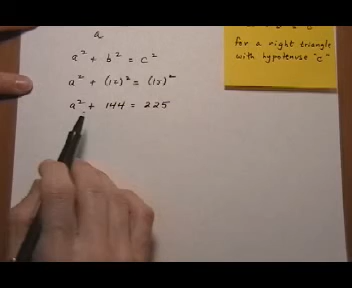 a
a² + b² = c²
a² + (12)² = (15)²
a² + 144 = 225
for a right triangle
with hypotenuse "c"